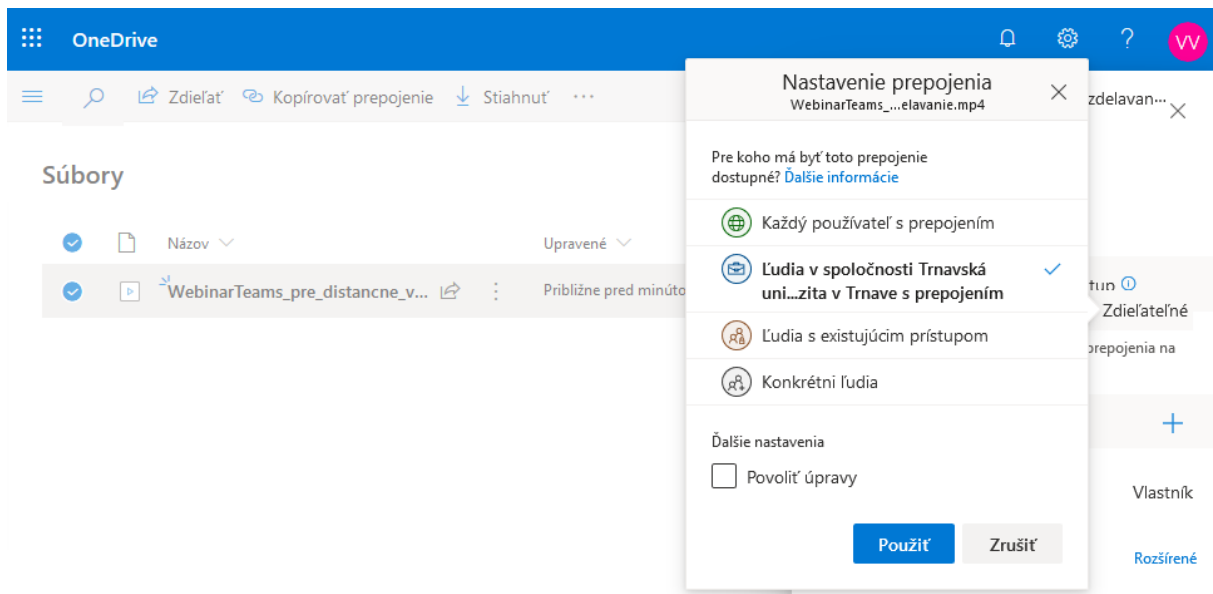 OneDrive
VV
Zdieľať
Kopírovať prepojenie
Stiahnuť
Súbory
Názov
Upravené
WebinarTeams_pre_distancne_v...
Približne pred minúto
Nastavenie prepojenia
WebinarTeams_...elavanie.mp4
Pre koho má byť toto prepojenie
dostupné? Ďalšie informácie
Každý používateľ s prepojením
Ľudia v spoločnosti Trnavská
uni...zita v Trnave s prepojením
Ľudia s existujúcim prístupom
Konkrétni ľudia
Ďalšie nastavenia
Povoliť úpravy
Použiť
Zrušiť
zdelavan...
tup
Zdieľateľné
prepojenia na
Vlastník
Rozšírené